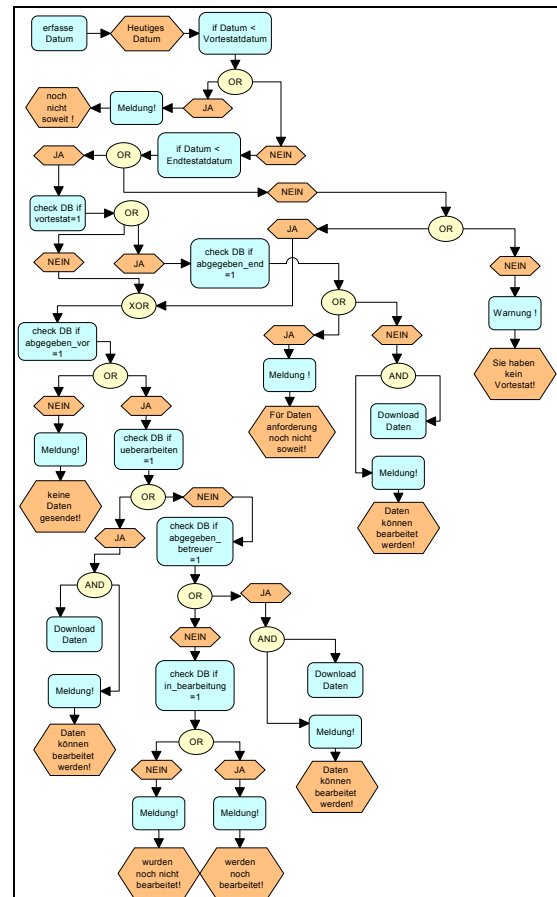 erfasse
Datum
Heutiges
Datum
if Datum <
Vortestatdatum
OR
noch
nicht
soweit !
Meldung!
JA
NEIN
if Datum <
Endtestatdatum
OR
JA
NEIN
check DB if
vortestat=1
OR
JA
OR
NEIN
JA
check DB if
abgegeben_end
=1
NEIN
XOR
OR
Warnung !
check DB if
abgegeben_vor
=1
JA
NEIN
Sie haben
kein
Vortestat!
OR
Meldung !
AND
NEIN
JA
Für Daten
anforderung
noch nicht
soweit!
Download
Daten
Meldung!
check DB if
ueberarbeiten
=1
Meldung!
keine
Daten
gesendet!
OR
NEIN
Daten
können
bearbeitet
werden!
JA
check DB if
abgegeben_
betreuer
=1
AND
OR
JA
Download
Daten
NEIN
AND
Meldung!
check DB if
in_bearbeitung
=1
Download
Daten
Daten
können
bearbeitet
werden!
OR
Meldung!
NEIN
JA
Daten
können
bearbeitet
werden!
Meldung!
Meldung!
wurden
noch nicht
bearbeitet!
werden
noch
bearbeitet!